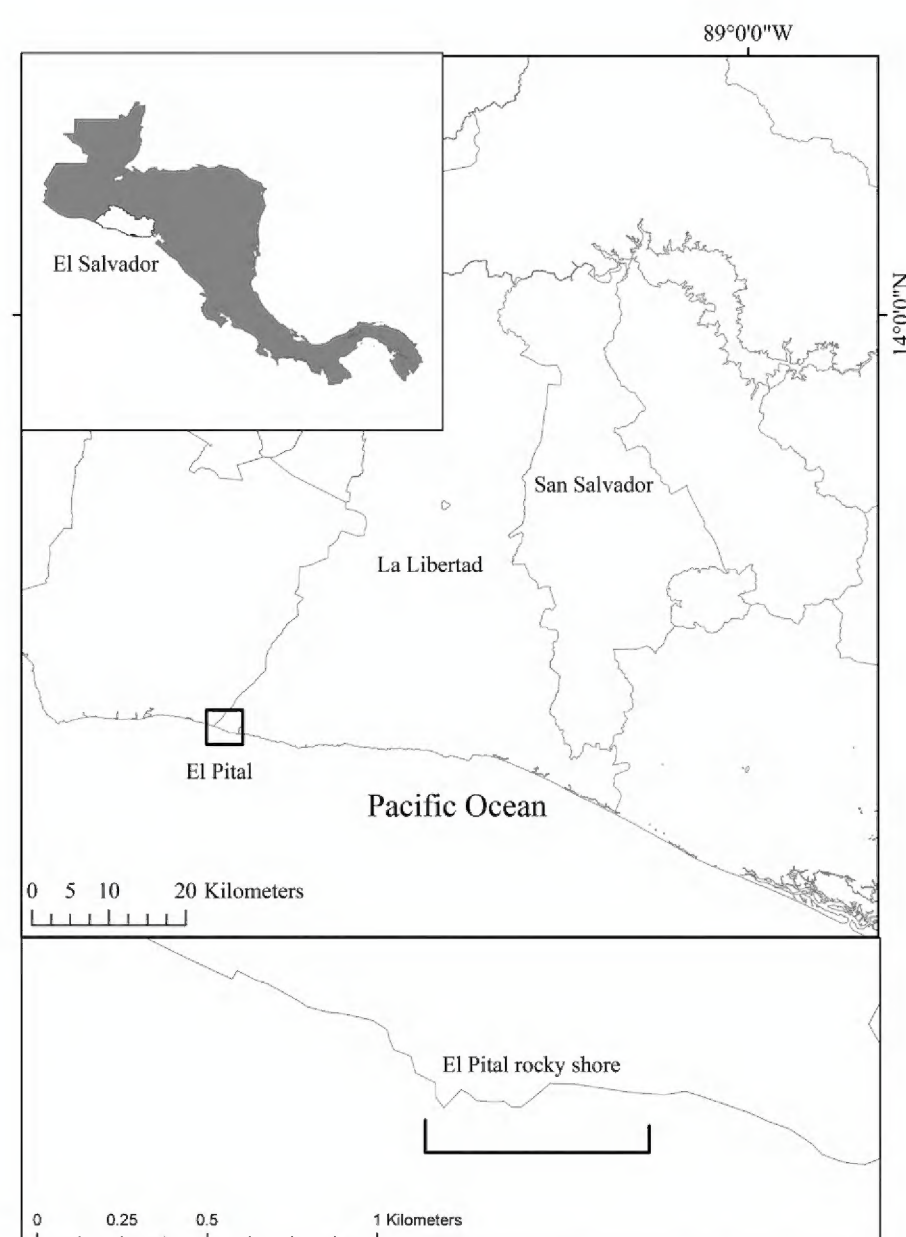 89°0'0"W
El Salvador
14°0'0"N
San Salvador
La Libertad
El Pital
Pacific Ocean
0 5 10 20 Kilometers
El Pital rocky shore
0 0.25 0.5 1 Kilometers